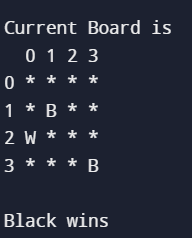 Current Board is
  0 1 2 3
0 * * * *
1 * B * *
2 W * * *
3 * * * B

Black wins